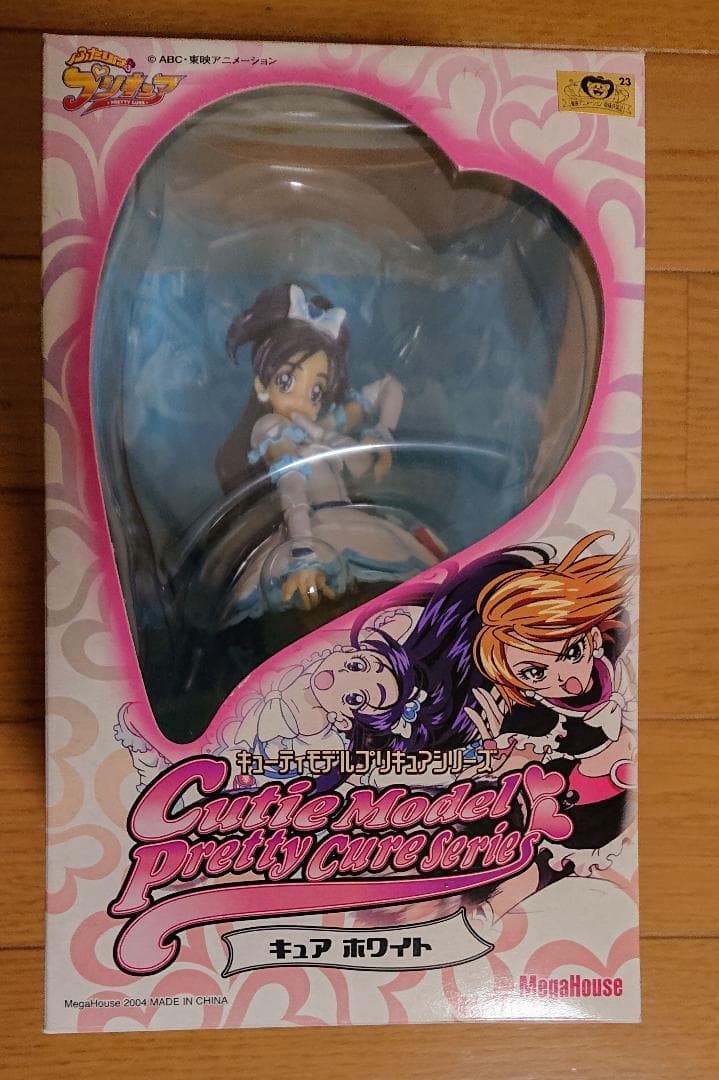 ふたりは
プリキュア
PRETTY CURE
© ABC・東映アニメーション
23
キューティモデルプリキュアシリーズ
Cutie Model
Pretty Cure Series
キュア ホワイト
MegaHouse
MegaHouse 2004 MADE IN CHINA